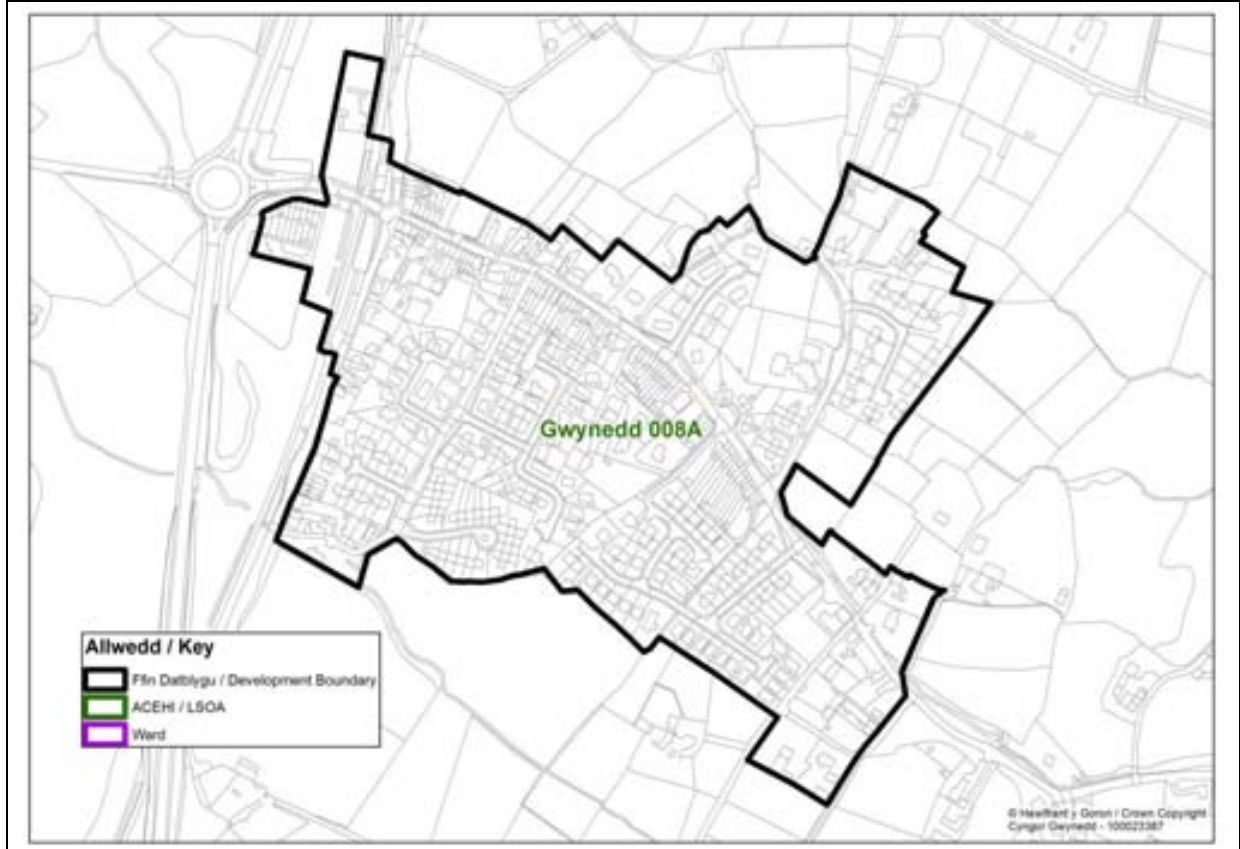 Gwynedd 008A
Allwedd / Key
Ffin Datblygu / Development Boundary
ACEHI / LSOA
Ward
© Hawlfraint y Goron / Crown Copyright
Cyngor Gwynedd - 100023387